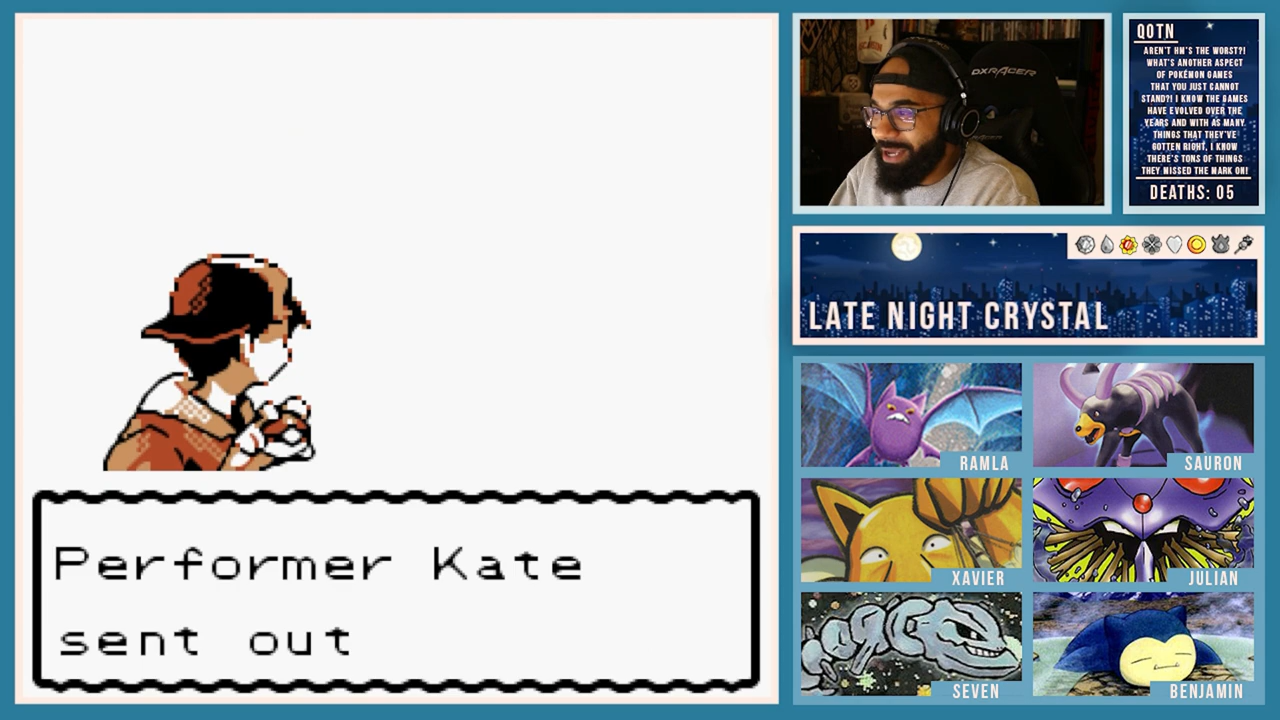 Performer Kate
sent out
DXRACER
QOTN
AREN'T HM'S THE WORST?!
WHAT'S ANOTHER ASPECT
OF POKÉMON GAMES
THAT YOU JUST CANNOT
STAND?! I KNOW THE GAMES
HAVE EVOLVED OVER THE
YEARS AND WITH AS MANY
THINGS THAT THEY'VE
GOTTEN RIGHT, I KNOW
THERE'S TONS OF THINGS
THEY MISSED THE MARK ON!
DEATHS: 05
LATE NIGHT CRYSTAL
RAMLA
SAURON
XAVIER
JULIAN
SEVEN
BENJAMIN